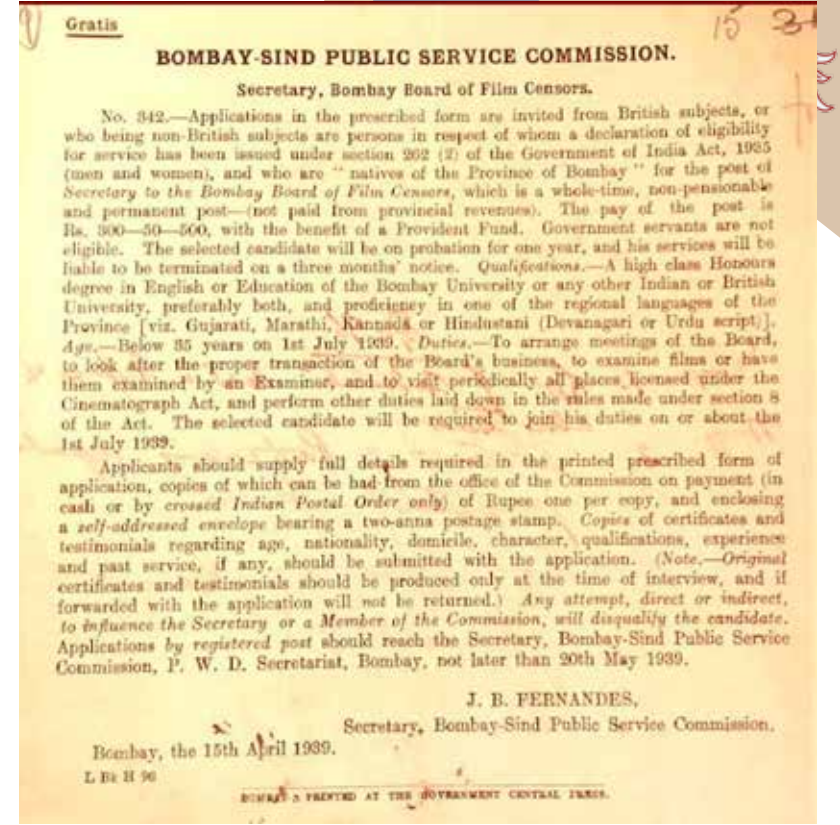 Gratis
15
BOMBAY-SIND PUBLIC SERVICE COMMISSION.
Secretary, Bombay Board of Film Censors.
No. 342.—Applications in the prescribed form are invited from British subjects, or
who being non-British subjects are persons in respect of whom a declaration of eligibility
for service has been issued under section 262 (2) of the Government of India Act, 1935
(men and women), and who are " natives of the Province of Bombay " for the post of
Secretary to the Bombay Board of Film Censors, which is a whole-time, non-pensionable
and permanent post—(not paid from provincial revenues). The pay of the post is
Rs. 300—50—500, with the benefit of a Provident Fund. Government servants are not
eligible. The selected candidate will be on probation for one year, and his services will be
liable to be terminated on a three months' notice. Qualifications.—A high class Honours
degree in English or Education of the Bombay University or any other Indian or British
University, preferably both, and proficiency in one of the regional languages of the
Province [viz. Gujarati, Marathi, Kannada or Hindustani (Devanagari or Urdu script)].
Age.—Below 35 years on 1st July 1939. Duties.—To arrange meetings of the Board,
to look after the proper transaction of the Board's business, to examine films or have
them examined by an Examiner, and to visit periodically all places licensed under the
Cinematograph Act, and perform other duties laid down in the rules made under section 8
of the Act. The selected candidate will be required to join his duties on or about the
1st July 1939.
Applicants should supply full details required in the printed prescribed form of
application, copies of which can be had from the office of the Commission on payment (in
cash or by crossed Indian Postal Order only) of Rupee one per copy, and enclosing
a self-addressed envelope bearing a two-anna postage stamp. Copies of certificates and
testimonials regarding age, nationality, domicile, character, qualifications, experience
and past service, if any, should be submitted with the application. (Note.—Original
certificates and testimonials should be produced only at the time of interview, and if
forwarded with the application will not be returned.) Any attempt, direct or indirect,
to influence the Secretary or a Member of the Commission, will disqualify the candidate.
Applications by registered post should reach the Secretary, Bombay-Sind Public Service
Commission, P. W. D. Secretariat, Bombay, not later than 20th May 1939.
J. B. FERNANDES,
Secretary, Bombay-Sind Public Service Commission.
Bombay, the 15th April 1939.
L Bk H 96
PRINTED AT THE GOVERNMENT CENTRAL PRESS.